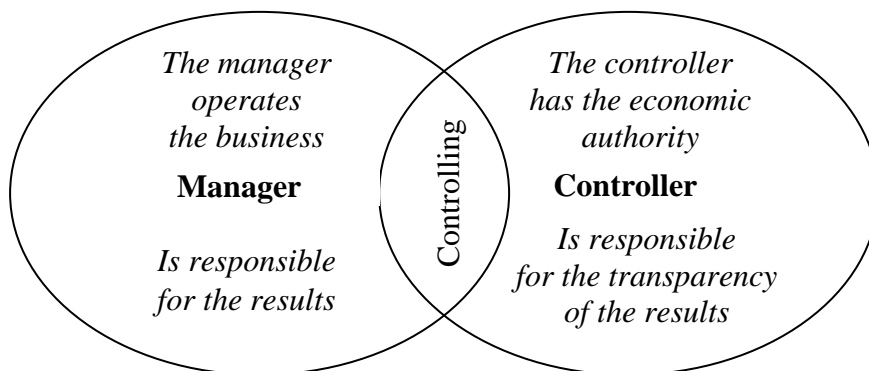 The manager
operates
the business
Manager
Is responsible
for the results
Controlling
The controller
has the economic
authority
Controller
Is responsible
for the transparency
of the results